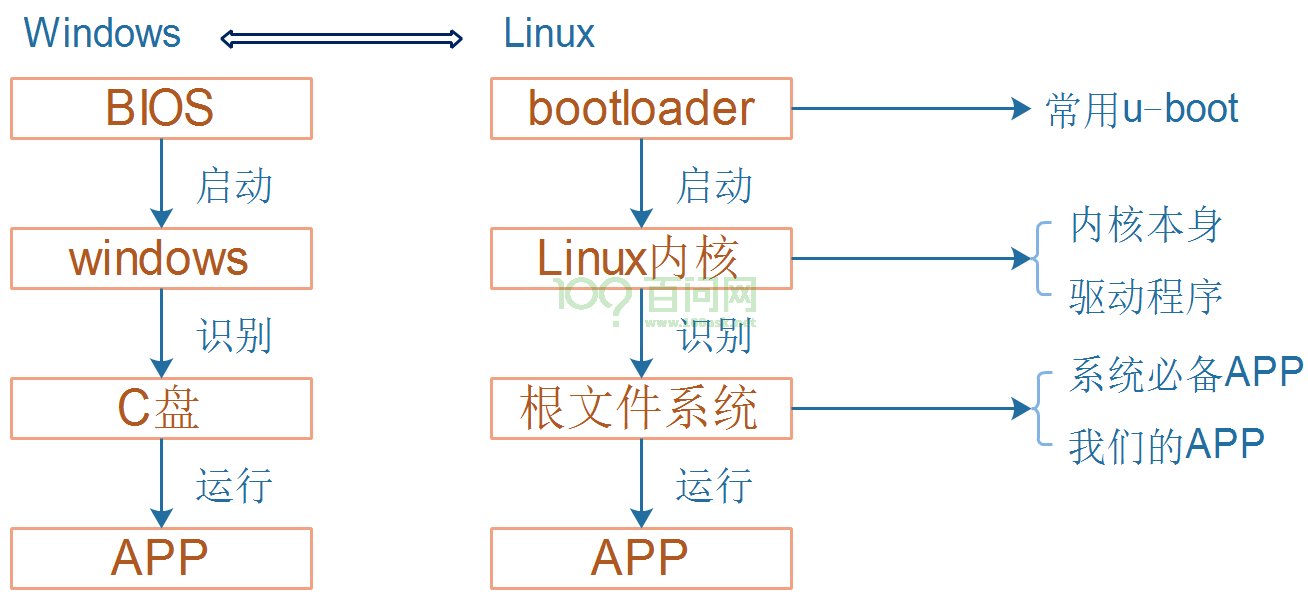 Windows
Linux
BIOS
bootloader
常用u-boot
启动
启动
windows
Linux内核
内核本身
驱动程序
百问网
www.100ask.net
识别
识别
C盘
根文件系统
系统必备APP
我们的APP
运行
运行
APP
APP